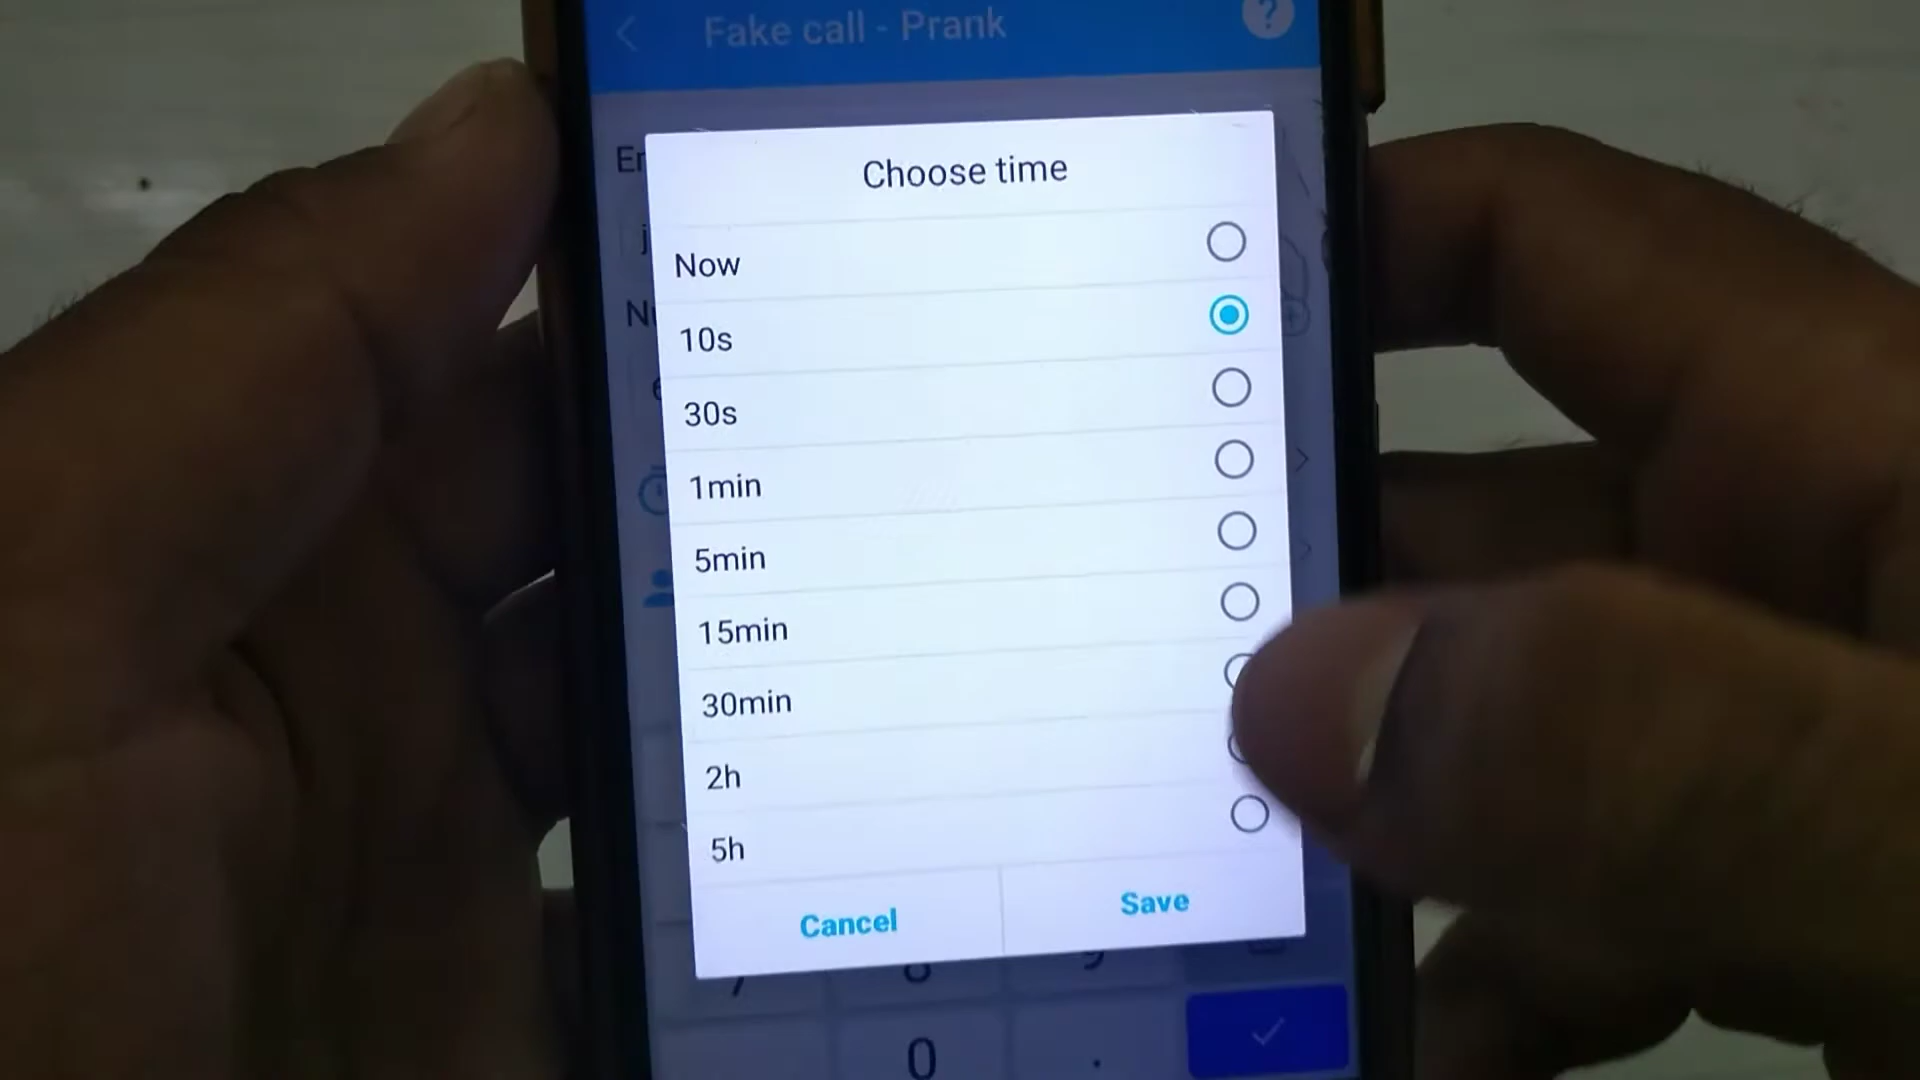 Fake call - Prank
?
Choose time
Now
10s
30s
1min
5min
15min
30min
2h
5h
Cancel
Save
0
.